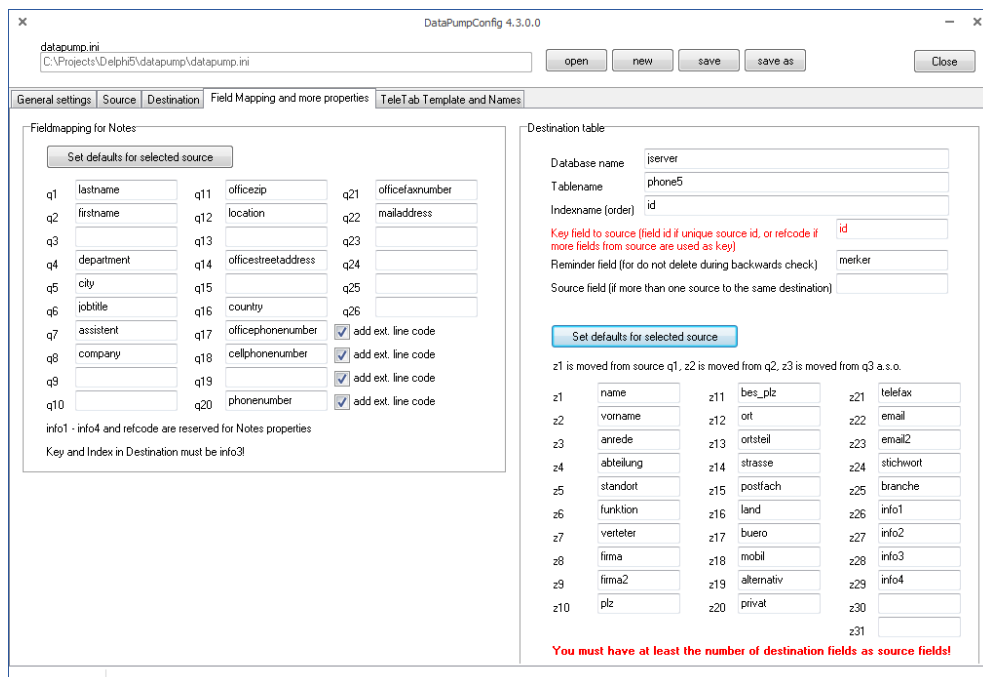 DataPumpConfig 4.3.0.0
datapump.ini
C:\Projects\Delphi5\datapump\datapump.ini
open new save save as Close
General settings Source Destination Field Mapping and more properties TeleTab Template and Names
Fieldmapping for Notes
Set defaults for selected source
q1 lastname q11 officezip q21 officefaxnumber
q2 firstname q12 location q22 mailaddress
q3 q13 q23
q4 department q14 officestreetaddress q24
q5 city q15 q25
q6 jobtitle q16 country q26
q7 assistent q17 officephonenumber add ext. line code
q8 company q18 cellphonenumber add ext. line code
q9 q19 add ext. line code
q10 q20 phonenumber add ext. line code
info1 - info4 and refcode are reserved for Notes properties
Key and Index in Destination must be info3!
Destination table
Database name jserver
Tablename phone5
Indexname (order) id
Key field to source (field id if unique source id, or refcode if
more fields from source are used as key) id
Reminder field (for do not delete during backwards check) merker
Source field (if more than one source to the same destination)
Set defaults for selected source
z1 is moved from source q1, z2 is moved from q2, z3 is moved from q3 a.s.o.
z1 name z11 bes_plz z21 telefax
z2 vorname z12 ort z22 email
z3 anrede z13 ortsteil z23 email2
z4 abteilung z14 strasse z24 stichwort
z5 standort z15 postfach z25 branche
z6 funktion z16 land z26 info1
z7 verteter z17 buero z27 info2
z8 firma z18 mobil z28 info3
z9 firma2 z19 alternativ z29 info4
z10 plz z20 privat z30
z31
You must have at least the number of destination fields as source fields!